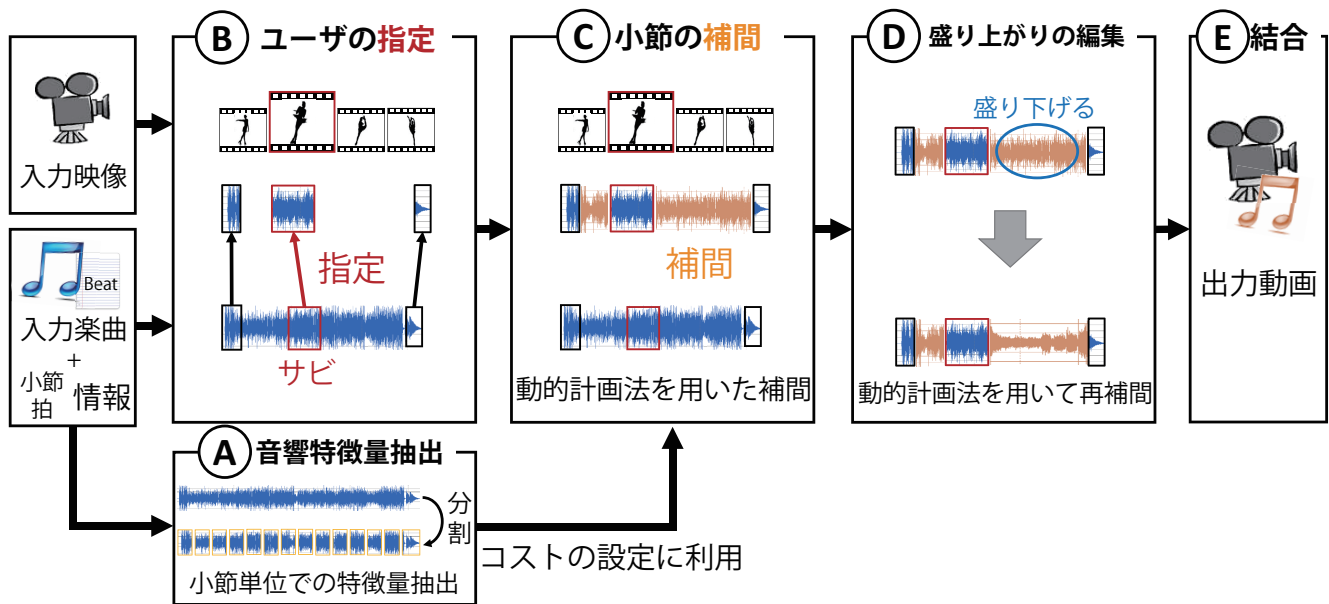 入力映像
Beat
入力楽曲
+
小節
拍
情報
B ユーザの指定
指定
サビ
C 小節の補間
補間
動的計画法を用いた補間
D 盛り上がりの編集
盛り下げる
動的計画法を用いて再補間
E 結合
出力動画
A 音響特徴量抽出
分
割
小節単位での特徴量抽出
コストの設定に利用